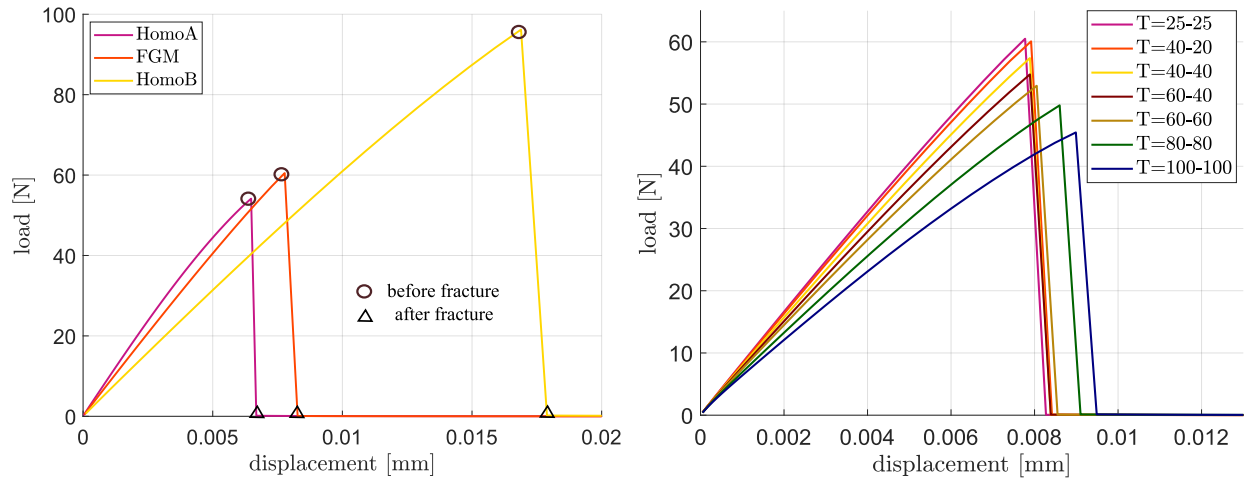 100
80
60
40
20
0
load [N]
HomoA
FGM
HomoB
before fracture
after fracture
0
0.005
0.01
0.015
0.02
displacement [mm]
60
50
40
30
20
10
0
load [N]
T=25-25
T=40-20
T=40-40
T=60-40
T=60-60
T=80-80
T=100-100
0
0.002
0.004
0.006
0.008
0.01
0.012
displacement [mm]